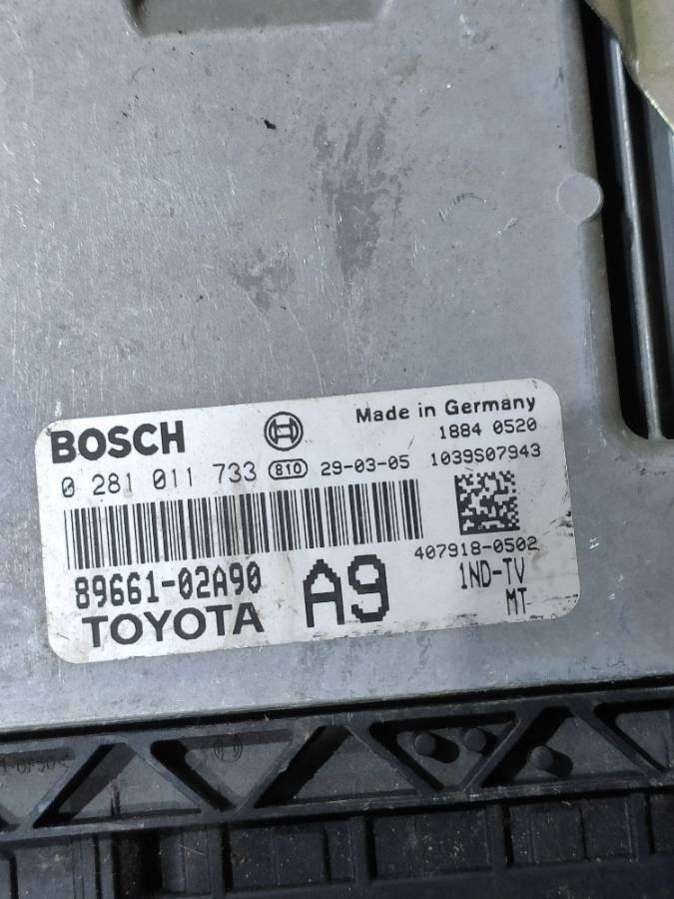 BOSCH
Made in Germany
1884 0520
0 281 011 733 810 29-03-05 1039S07943
407918-0502
89661-02A90 A9 1ND-TV
TOYOTA MT